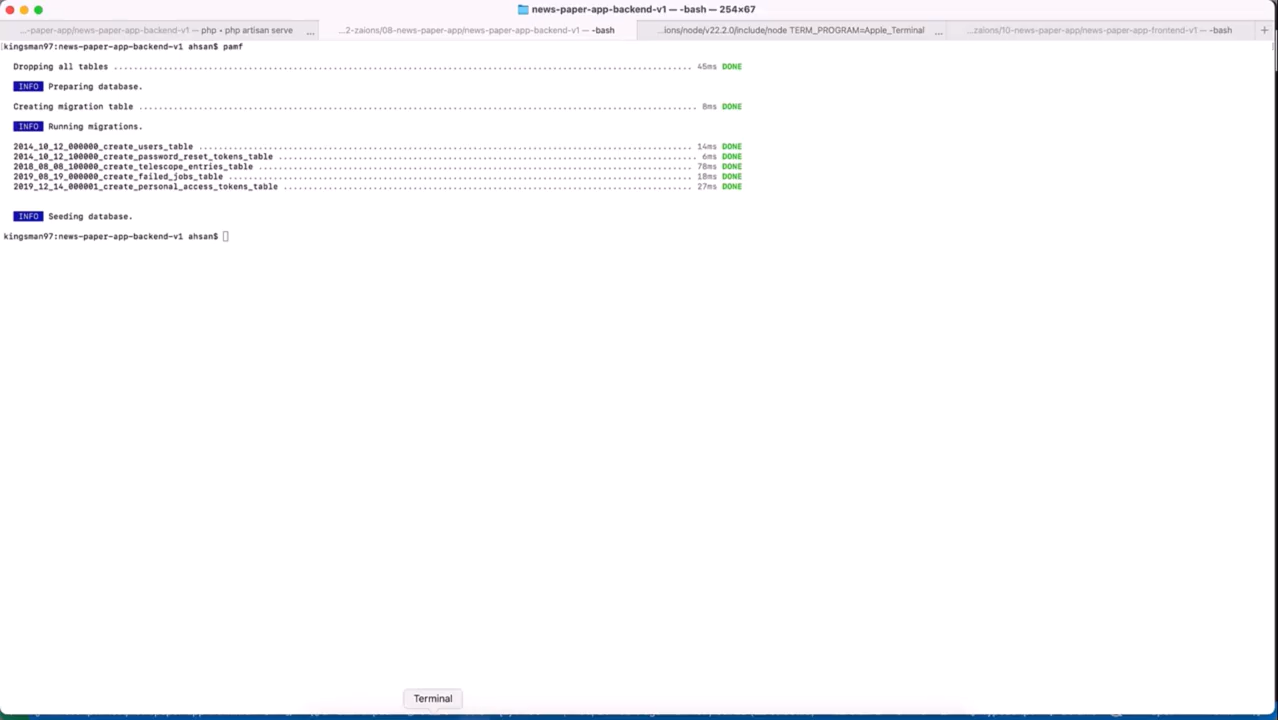 news-paper-app-backend-v1 — -bash — 254×67
...-paper-app/news-paper-app-backend-v1 — php • php artisan serve ...
...2-zaions/08-news-paper-app/news-paper-app-backend-v1 — -bash
...ions/node/v22.2.0/include/node TERM_PROGRAM=Apple_Terminal ...
...zaions/10-news-paper-app/news-paper-app-frontend-v1 — -bash
+
kingsman97:news-paper-app-backend-v1 ahsan$ pamf
Dropping all tables ........ 45ms DONE
INFO Preparing database.
Creating migration table ........ 8ms DONE
INFO Running migrations.
2014_10_12_000000_create_users_table ........ 14ms DONE
2014_10_12_100000_create_password_reset_tokens_table ........ 6ms DONE
2018_08_08_100000_create_telescope_entries_table ........ 78ms DONE
2019_08_19_000000_create_failed_jobs_table ........ 18ms DONE
2019_12_14_000001_create_personal_access_tokens_table ........ 27ms DONE
INFO Seeding database.
kingsman97:news-paper-app-backend-v1 ahsan$
Terminal